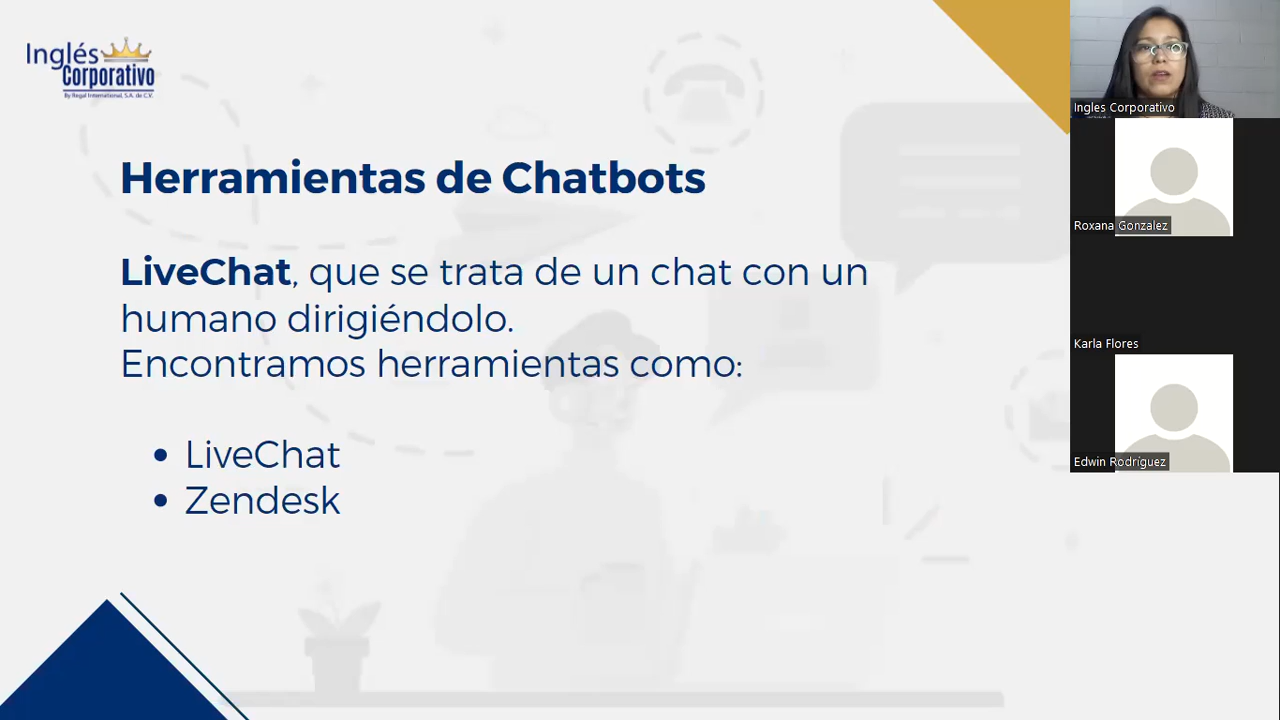 Inglés
Corporativo
By Regal International, S.A. de C.V.
Herramientas de Chatbots
LiveChat, que se trata de un chat con un
humano dirigiéndolo.
Encontramos herramientas como:
• LiveChat
• Zendesk
Ingles Corporativo
Roxana Gonzalez
Karla Flores
Edwin Rodríguez